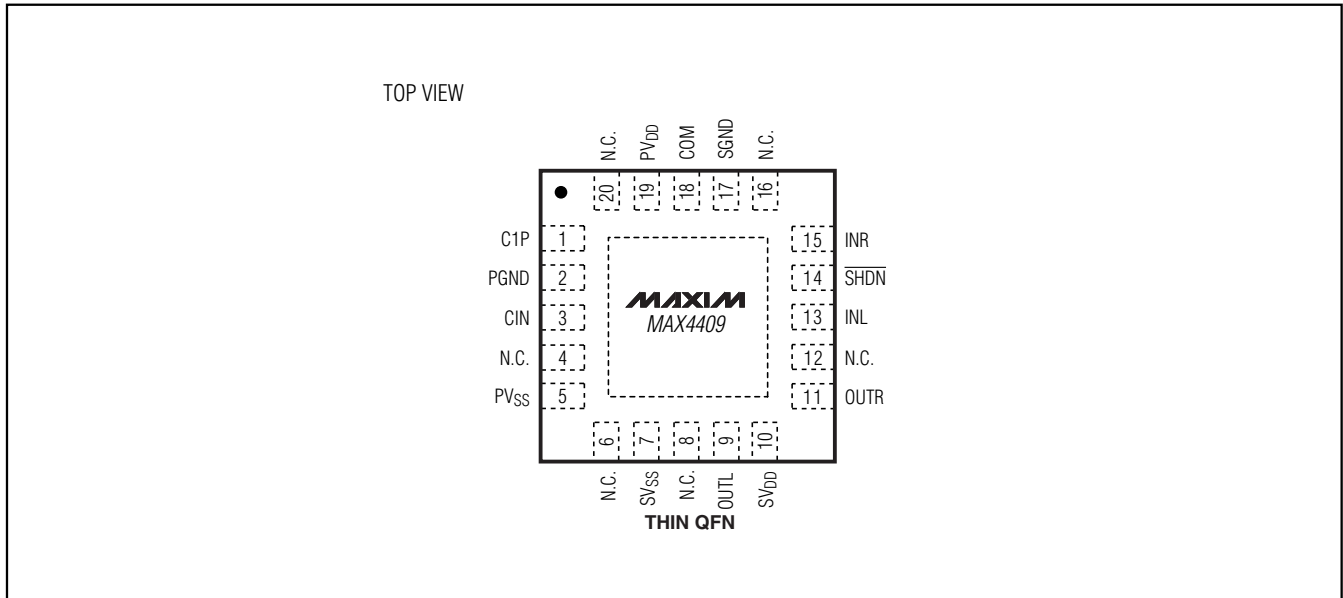 TOP VIEW
N.C.
PVDD
COM
SGND
N.C.
20
19
18
17
16
C1P 1
PGND 2
CIN 3
N.C. 4
PVSS 5
15 INR
14 SHDN
13 INL
12 N.C.
11 OUTR
MAXIM
MAX4409
6
7
8
9
10
N.C.
SVSS
N.C.
OUTL
SVDD
THIN QFN